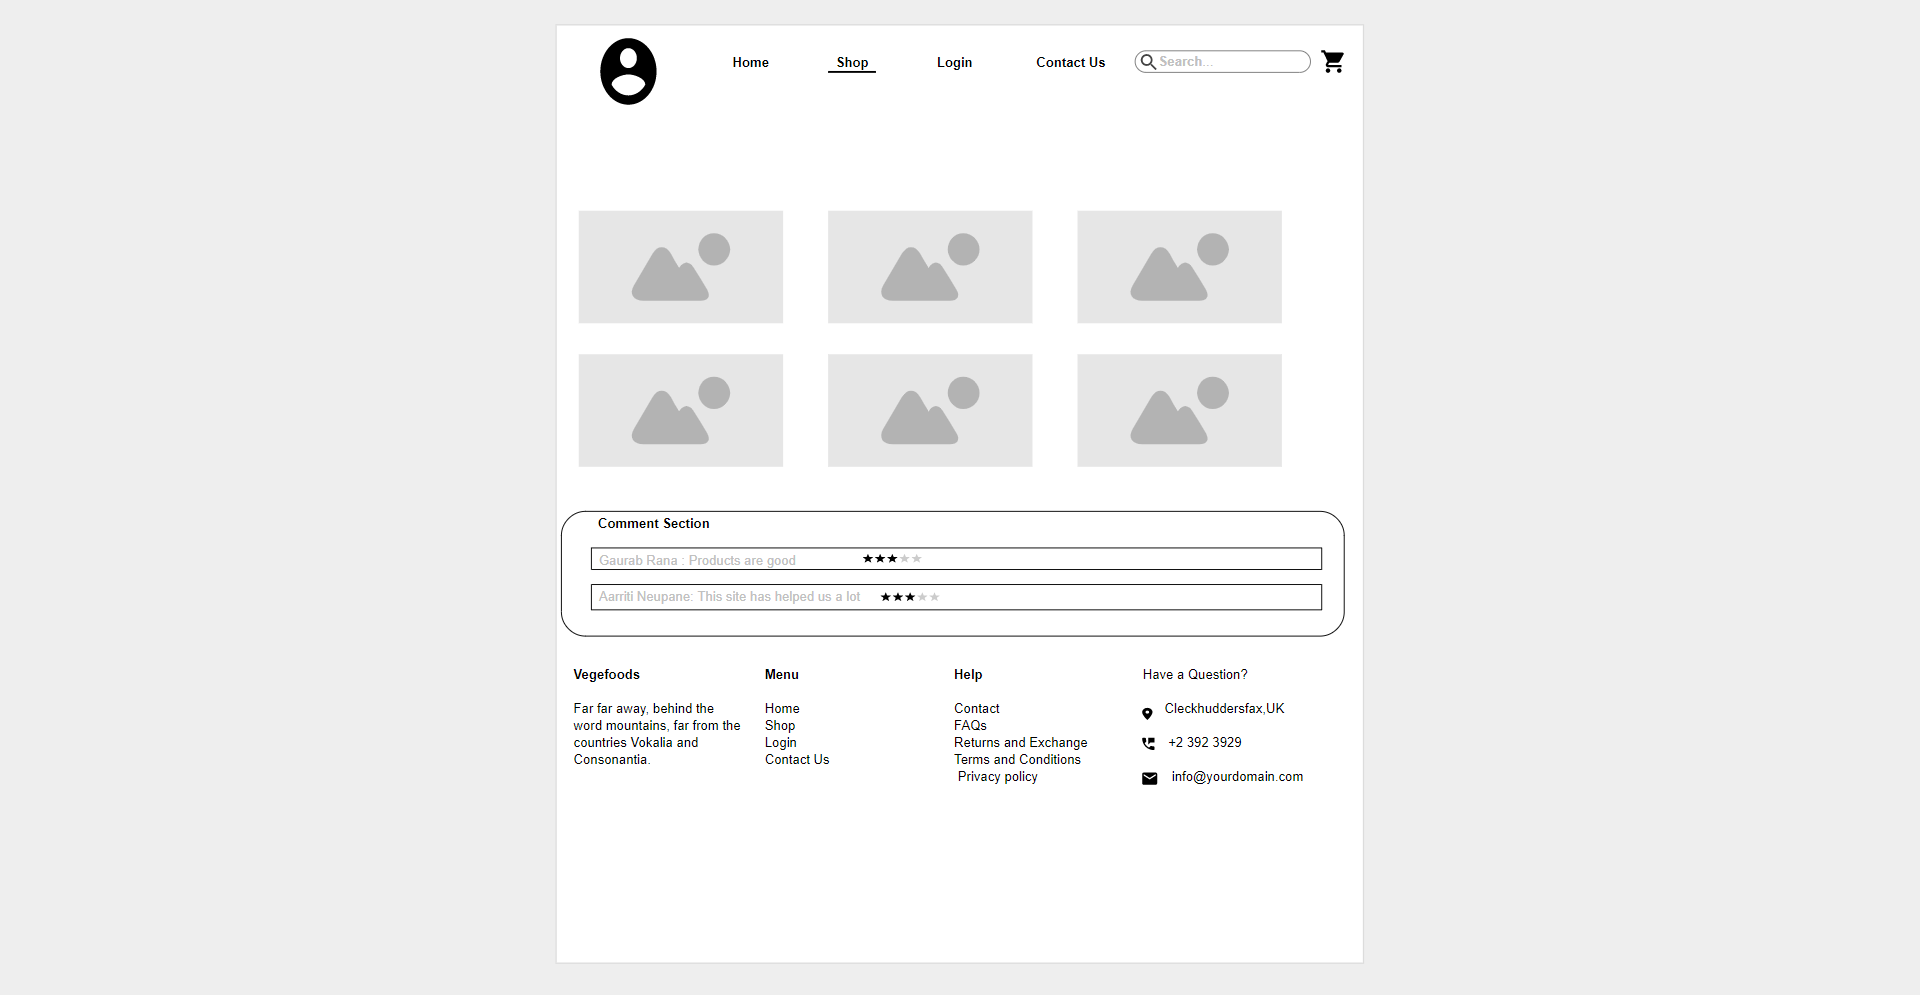 Home Shop Login Contact Us Search...
Comment Section
Gaurab Rana : Products are good
Aarriti Neupane: This site has helped us a lot
Vegefoods
Far far away, behind the
word mountains, far from the
countries Vokalia and
Consonantia.
Menu
Home
Shop
Login
Contact Us
Help
Contact
FAQs
Returns and Exchange
Terms and Conditions
Privacy policy
Have a Question?
Cleckhuddersfax,UK
+2 392 3929
info@yourdomain.com